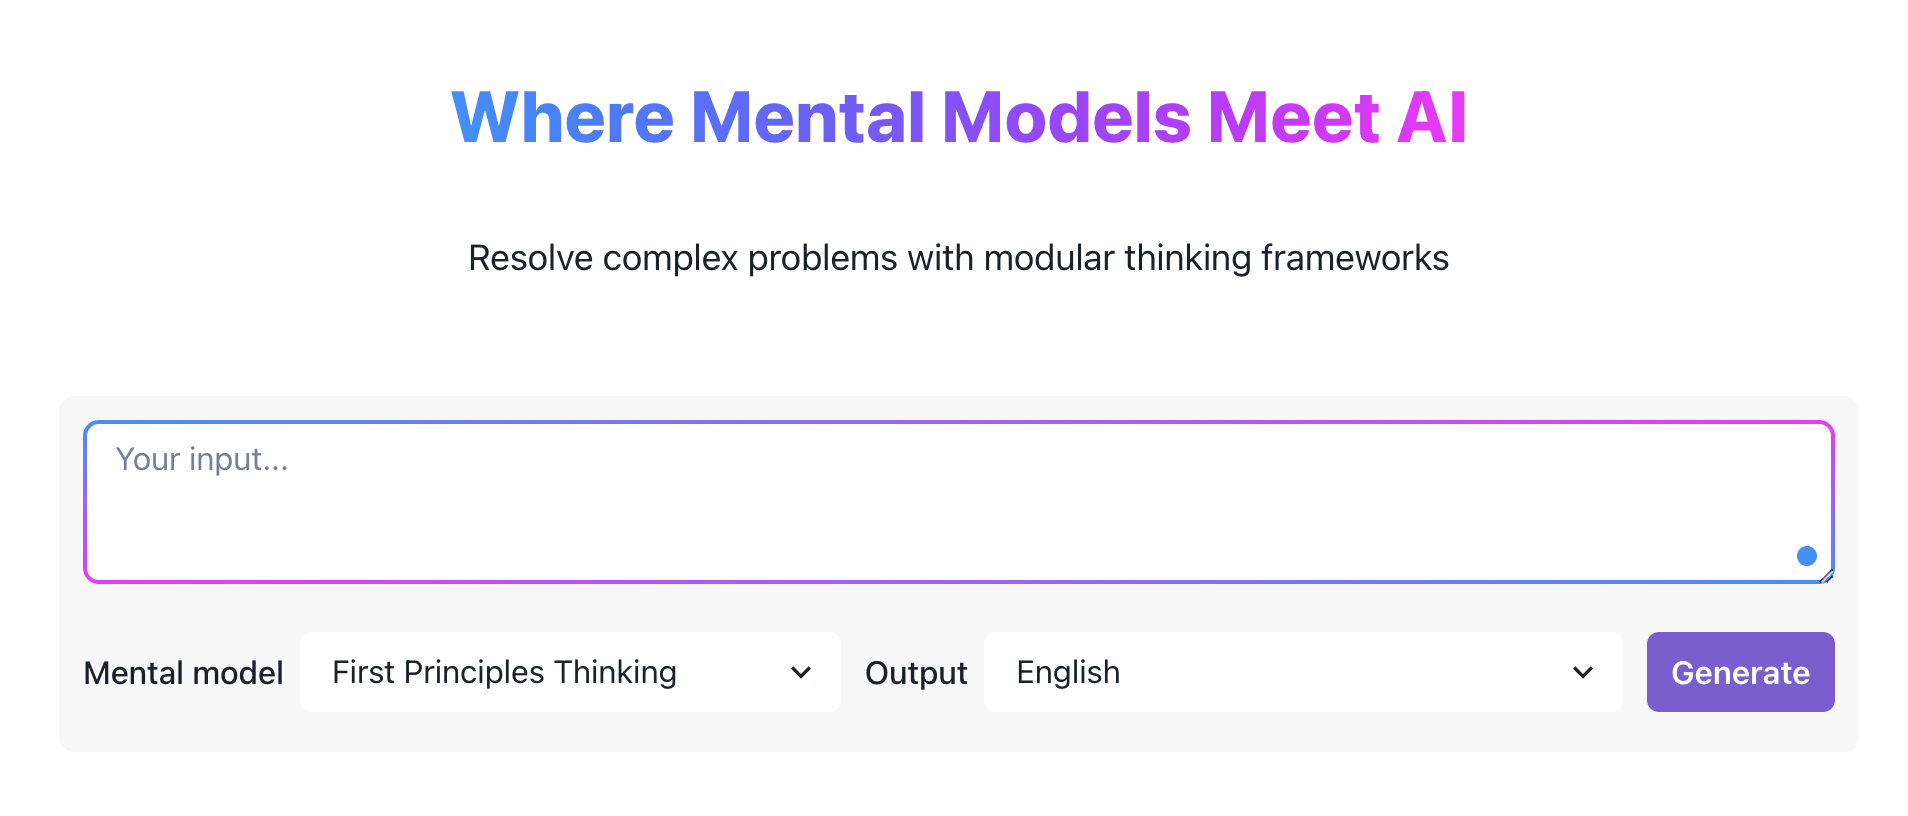 Where Mental Models Meet AI
Resolve complex problems with modular thinking frameworks
Your input...
Mental model First Principles Thinking Output English Generate